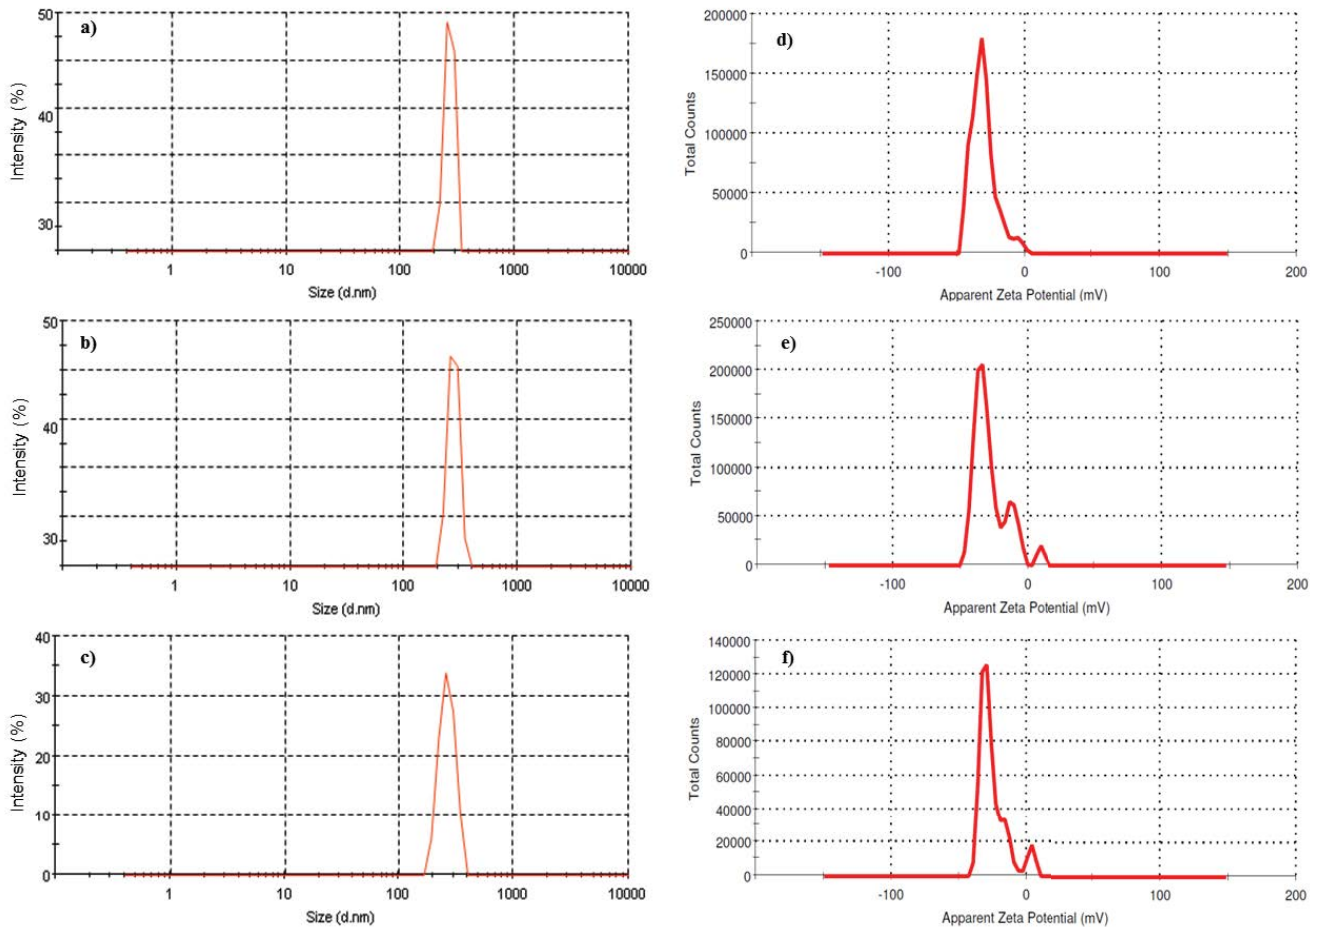 a)
Intensity (%)
50
40
30
1 10 100 1000 10000
Size (d.nm)
d)
Total Counts
200000
150000
100000
50000
0
-100 0 100 200
Apparent Zeta Potential (mV)
b)
Intensity (%)
50
40
30
1 10 100 1000 10000
Size (d.nm)
e)
Total Counts
250000
200000
150000
100000
50000
0
-100 0 100 200
Apparent Zeta Potential (mV)
c)
Intensity (%)
40
30
20
10
0
1 10 100 1000 10000
Size (d.nm)
f)
Total Counts
140000
120000
100000
80000
60000
40000
20000
0
-100 0 100 200
Apparent Zeta Potential (mV)